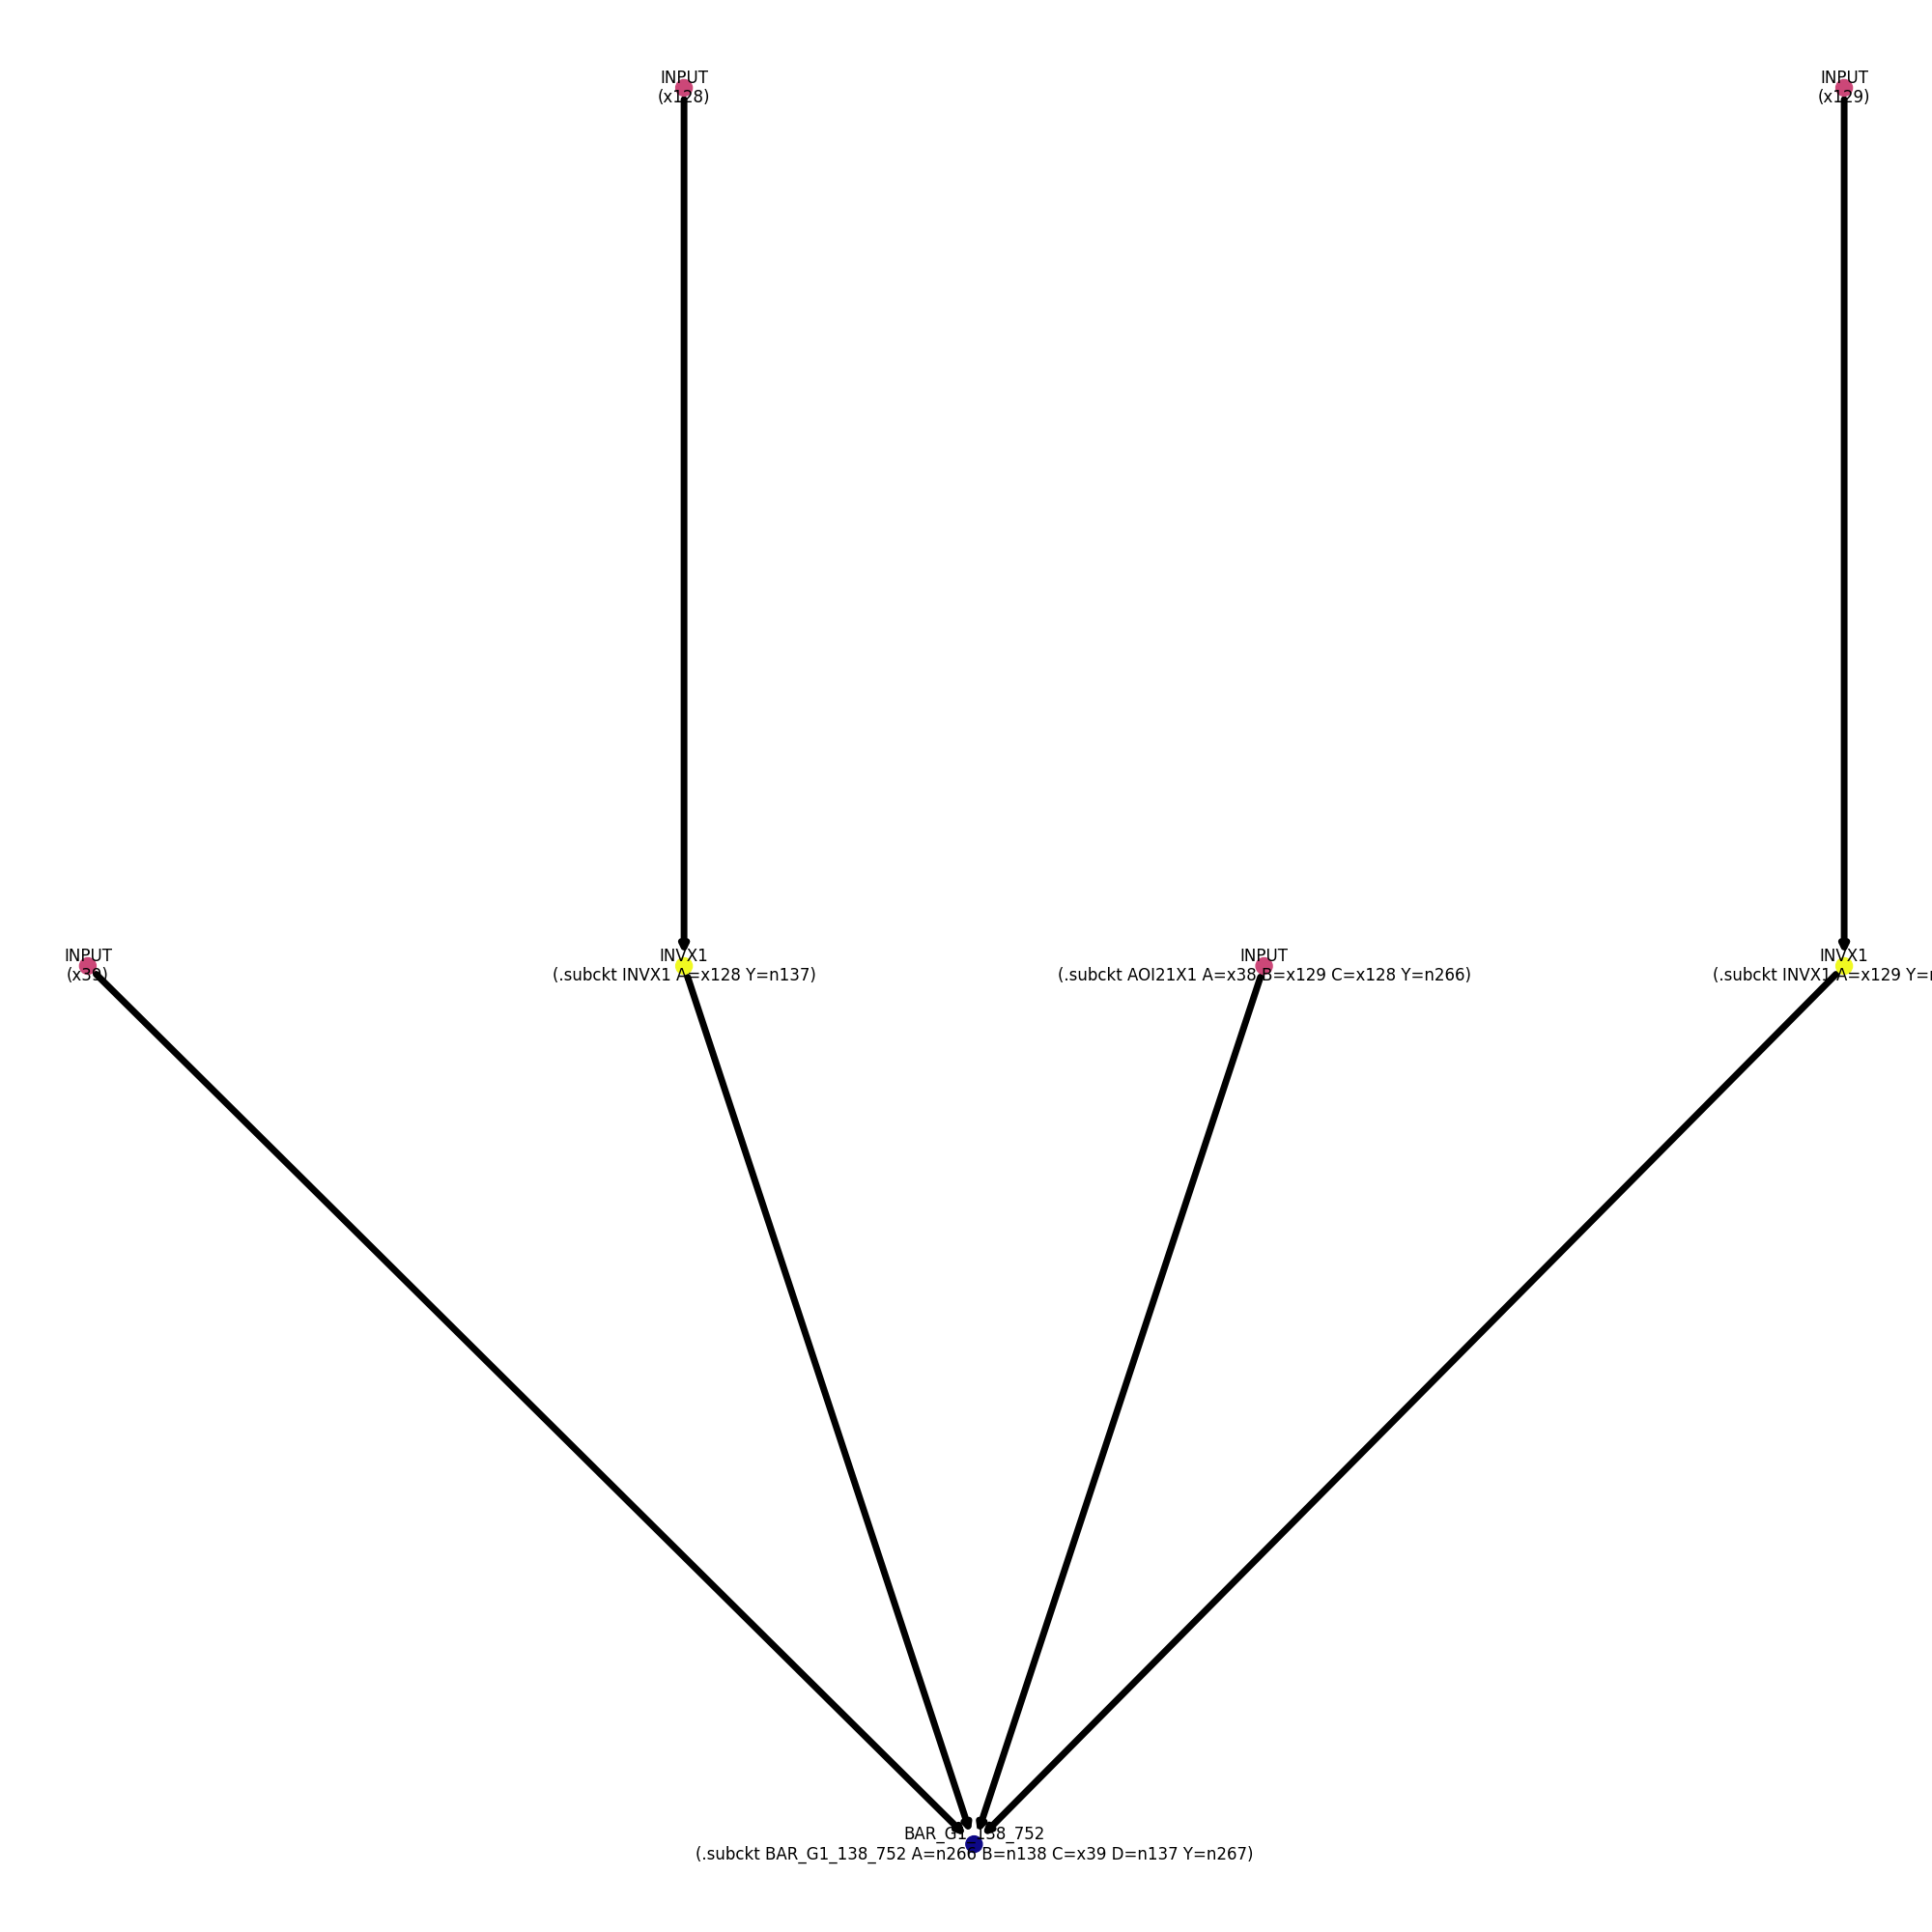 INPUT
(x128)
INPUT
(x129)
INPUT
(x39)
INVX1
(.subckt INVX1 A=x128 Y=n137)
INPUT
(.subckt AOI21X1 A=x38 B=x129 C=x128 Y=n266)
INVX1
(.subckt INVX1 A=x129
BAR_G1_138_752
(.subckt BAR_G1_138_752 A=n266 B=n138 C=x39 D=n137 Y=n267)